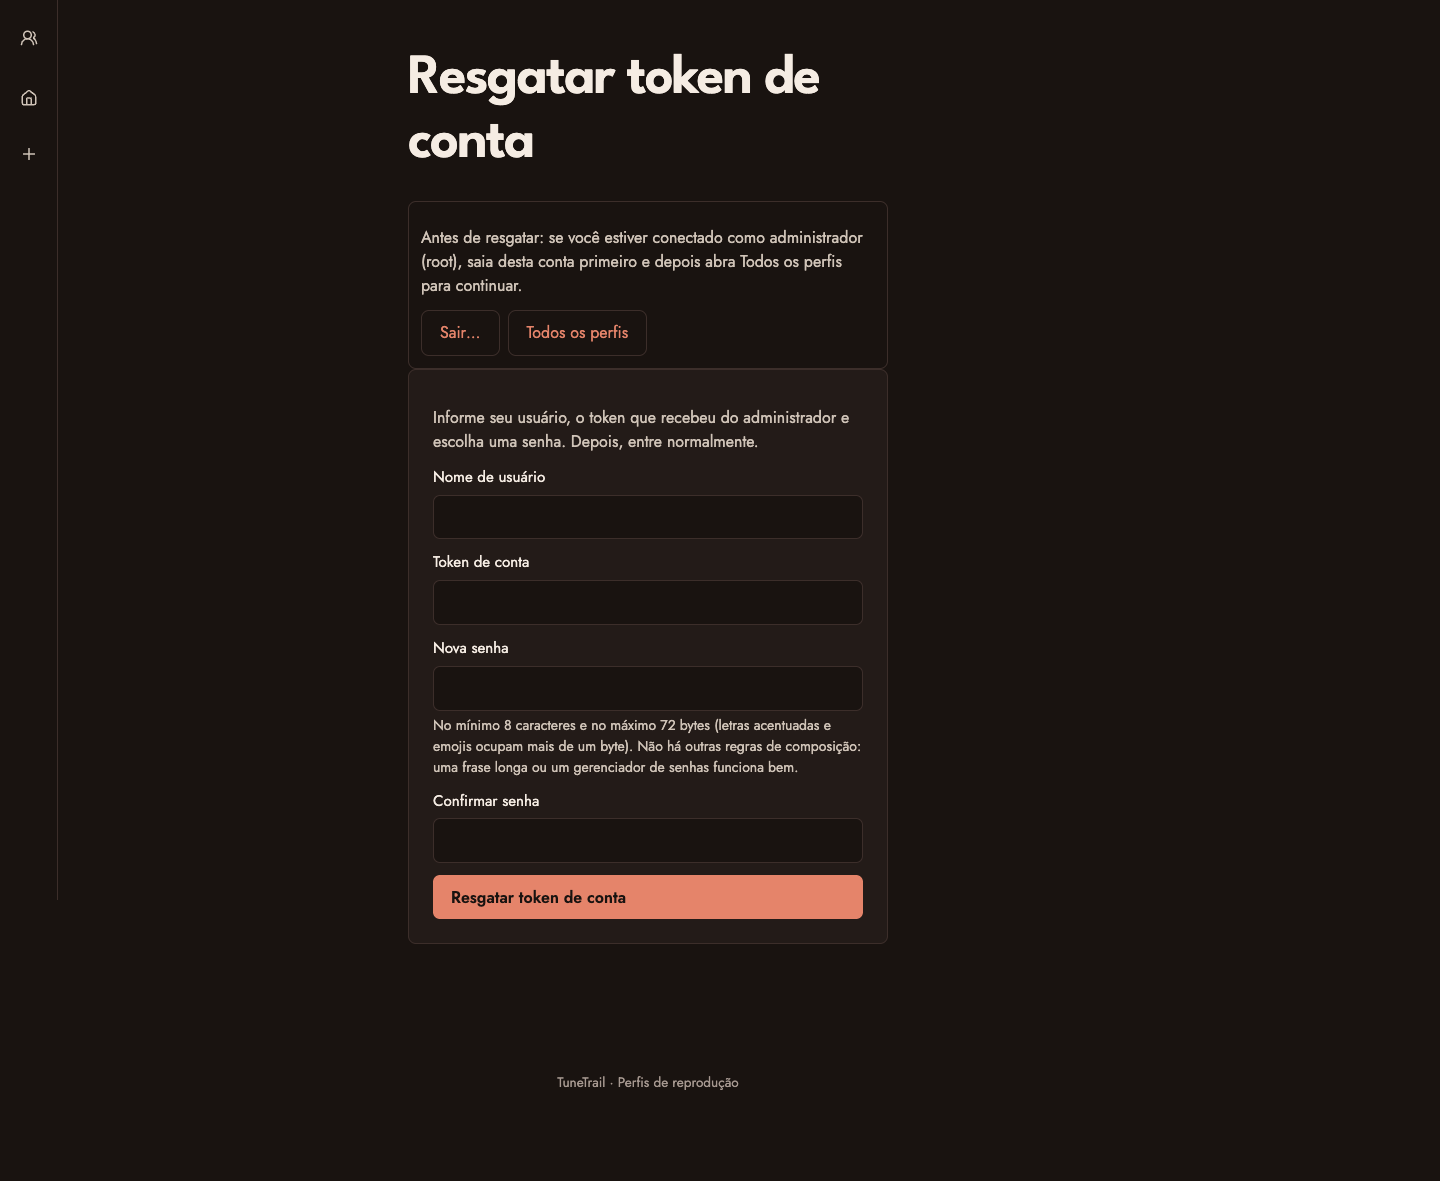 Resgatar token de
conta
Antes de resgatar: se você estiver conectado como administrador
(root), saia desta conta primeiro e depois abra Todos os perfis
para continuar.
Sair...
Todos os perfis
Informe seu usuário, o token que recebeu do administrador e
escolha uma senha. Depois, entre normalmente.
Nome de usuário
Token de conta
Nova senha
No mínimo 8 caracteres e no máximo 72 bytes (letras acentuadas e
emojis ocupam mais de um byte). Não há outras regras de composição:
uma frase longa ou um gerenciador de senhas funciona bem.
Confirmar senha
Resgatar token de conta
TuneTrail · Perfis de reprodução